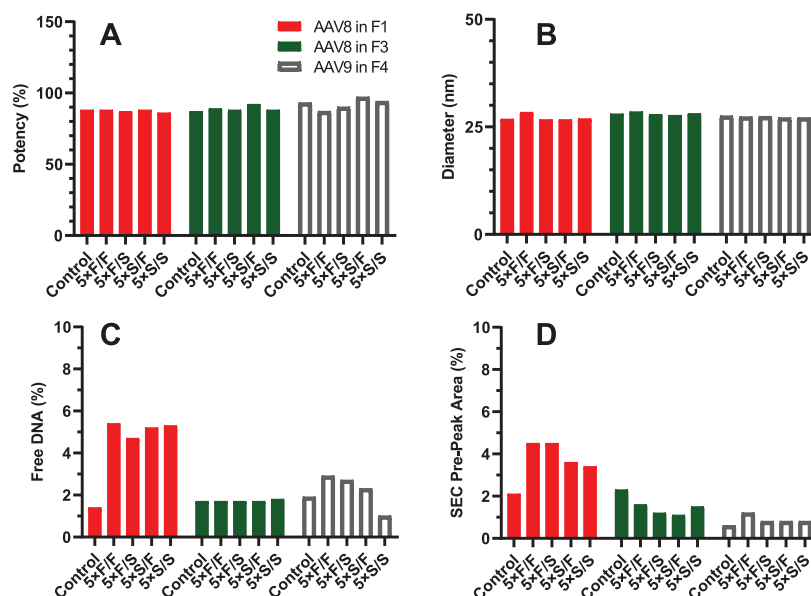 A
AAV8 in F1
AAV8 in F3
AAV9 in F4
Potency (%)
150
100
50
0
Control
5×F/F
5×F/S
5×S/F
5×S/S
Control
5×F/F
5×F/S
5×S/F
5×S/S
Control
5×F/F
5×F/S
5×S/F
5×S/S
B
Diameter (nm)
50
25
0
Control
5×F/F
5×F/S
5×S/F
5×S/S
Control
5×F/F
5×F/S
5×S/F
5×S/S
Control
5×F/F
5×F/S
5×S/F
5×S/S
C
Free DNA (%)
10
8
6
4
2
0
Control
5×F/F
5×F/S
5×S/F
5×S/S
Control
5×F/F
5×F/S
5×S/F
5×S/S
Control
5×F/F
5×F/S
5×S/F
5×S/S
D
SEC Pre-Peak Area (%)
10
8
6
4
2
0
Control
5×F/F
5×F/S
5×S/F
5×S/S
Control
5×F/F
5×F/S
5×S/F
5×S/S
Control
5×F/F
5×F/S
5×S/F
5×S/S